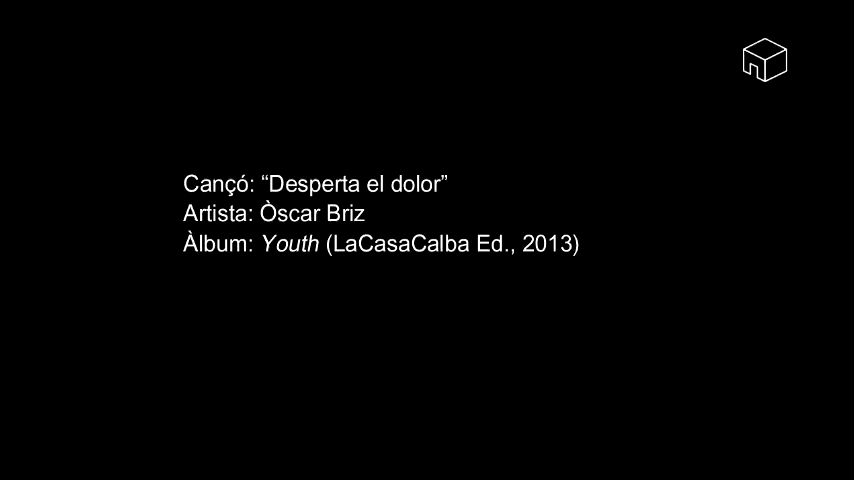 Cançó: “Desperta el dolor”
Artista: Òscar Briz
Àlbum: Youth (LaCasaCalba Ed., 2013)